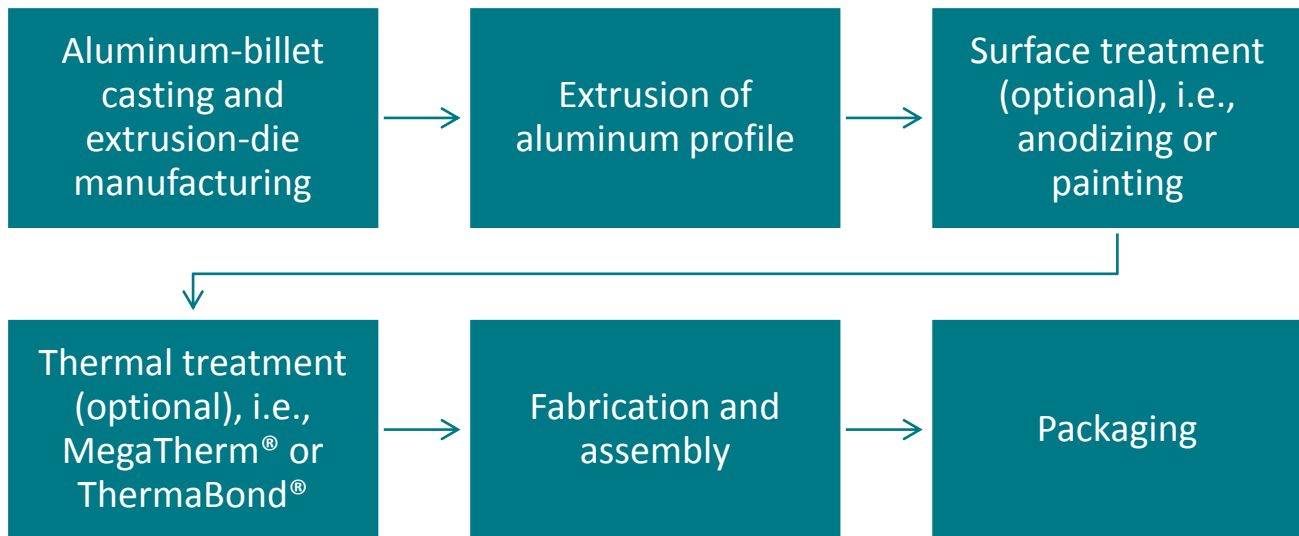 Aluminum-billet
casting and
extrusion-die
manufacturing
Extrusion of
aluminum profile
Surface treatment
(optional), i.e.,
anodizing or
painting
Thermal treatment
(optional), i.e.,
MegaTherm® or
ThermaBond®
Fabrication and
assembly
Packaging